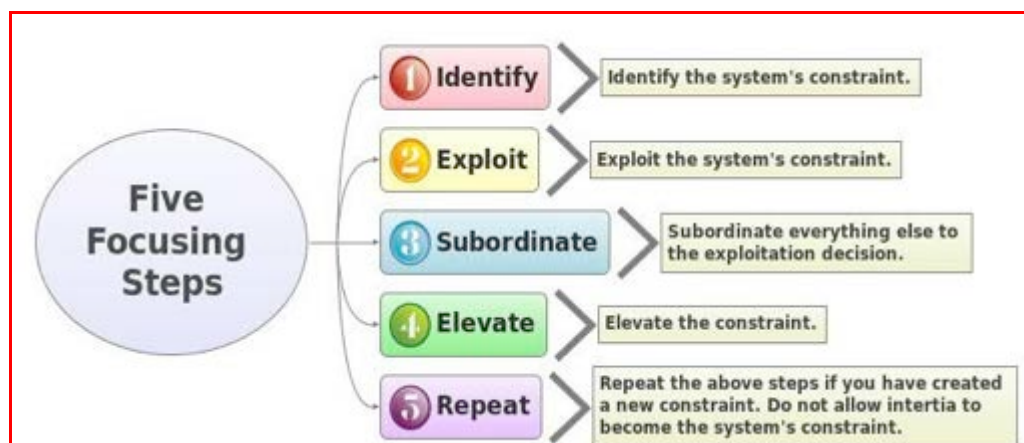 Five
Focusing
Steps
1 Identify
Identify the system's constraint.
2 Exploit
Exploit the system's constraint.
3 Subordinate
Subordinate everything else to
the exploitation decision.
4 Elevate
Elevate the constraint.
5 Repeat
Repeat the above steps if you have created
a new constraint. Do not allow intertia to
become the system's constraint.